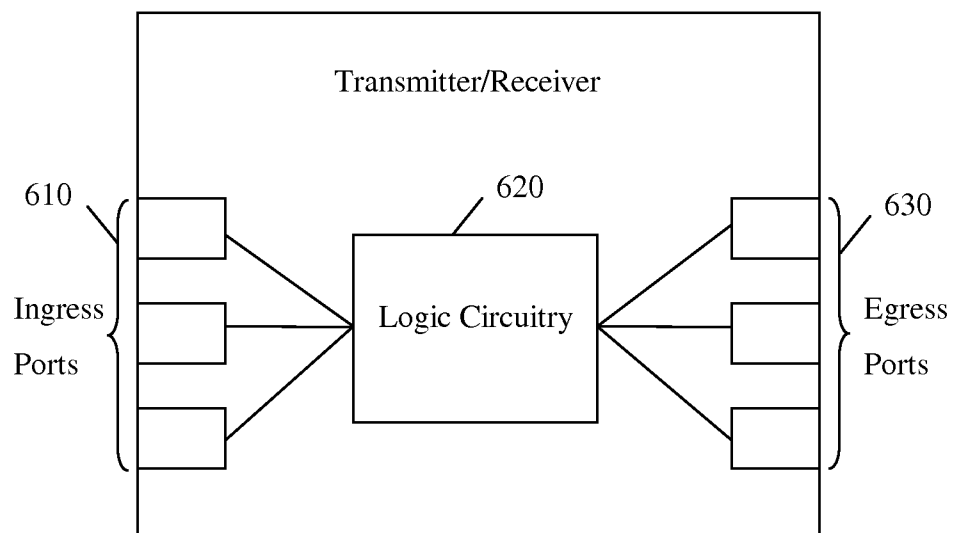 Transmitter/Receiver
610
620
630
Ingress
Ports
Logic Circuitry
Egress
Ports